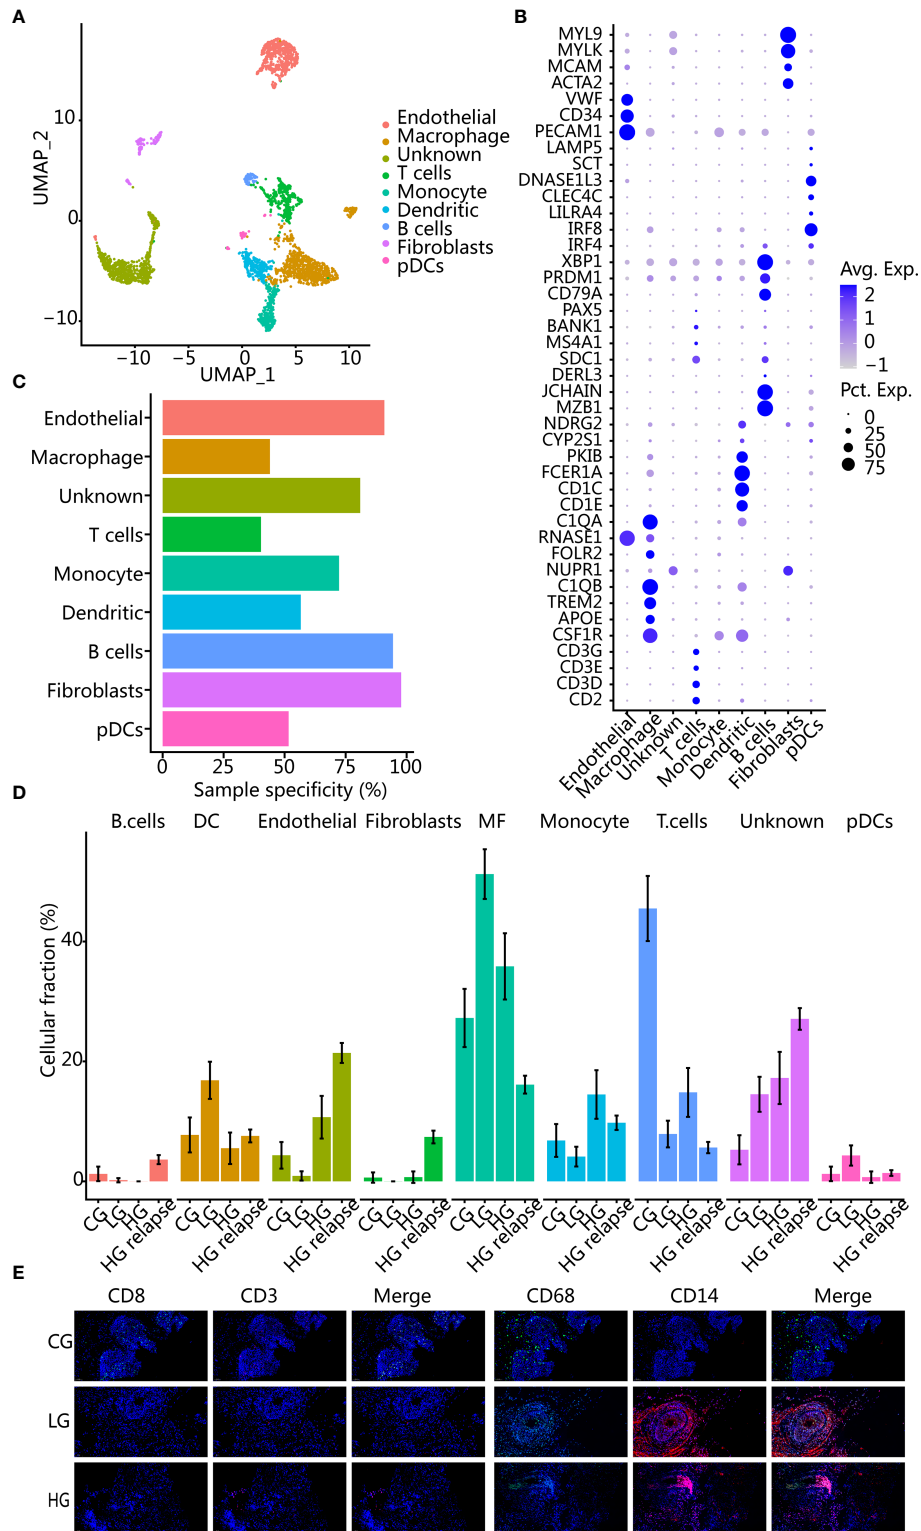 A
UMAP_2
10
0
−10
−10
−5
0
5
10
UMAP_1
Endothelial
Macrophage
Unknown
T cells
Monocyte
Dendritic
B cells
Fibroblasts
pDCs
B
MYL9
MYLK
MCAM
ACTA2
VWF
CD34
PECAM1
LAMP5
SCT
DNASE1L3
CLEC4C
LILRA4
IRF8
IRF4
XBP1
PRDM1
CD79A
PAX5
BANK1
MS4A1
SDC1
DERL3
JCHAIN
MZB1
NDRG2
CYP2S1
PKIB
FCER1A
CD1C
CD1E
C1QA
RNASE1
FOLR2
NUPR1
C1QB
TREM2
APOE
CSF1R
CD3G
CD3E
CD3D
CD2
Endothelial
Macrophage
Unknown
T cells
Monocyte
Dendritic
B cells
Fibroblasts
pDCs
Avg. Exp.
2
1
0
−1
Pct. Exp.
0
25
50
75
C
Endothelial
Macrophage
Unknown
T cells
Monocyte
Dendritic
B cells
Fibroblasts
pDCs
0
25
50
75
100
Sample specificity (%)
D
B.cells
DC
Endothelial
Fibroblasts
MF
Monocyte
T.cells
Unknown
pDCs
Cellular fraction (%)
40
20
0
CG
LG
HG
HG relapse
CG
LG
HG
HG relapse
CG
LG
HG
HG relapse
CG
LG
HG
HG relapse
CG
LG
HG
HG relapse
CG
LG
HG
HG relapse
CG
LG
HG
HG relapse
CG
LG
HG
HG relapse
CG
LG
HG
HG relapse
E
CD8
CD3
Merge
CD68
CD14
Merge
CG
LG
HG